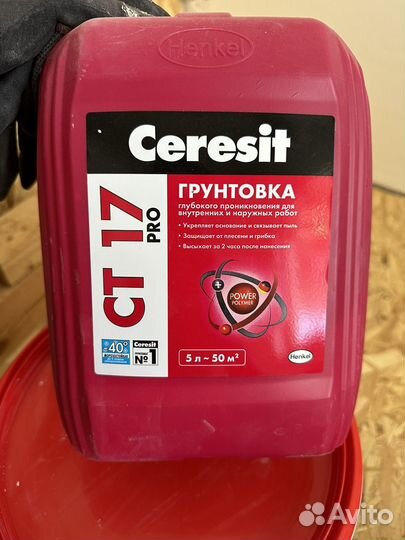 Henkel
Ceresit
CT 17
PRO
ГРУНТОВКА
глубокого проникновения для
внутренних и наружных работ
• Укрепляет основание и связывает пыль
• Защищает от плесени и грибка
• Высыхает за 2 часа после нанесения
POWER
POLYMER
40°
Ceresit
№1
5 л ~ 50 м²
Henkel
Avito